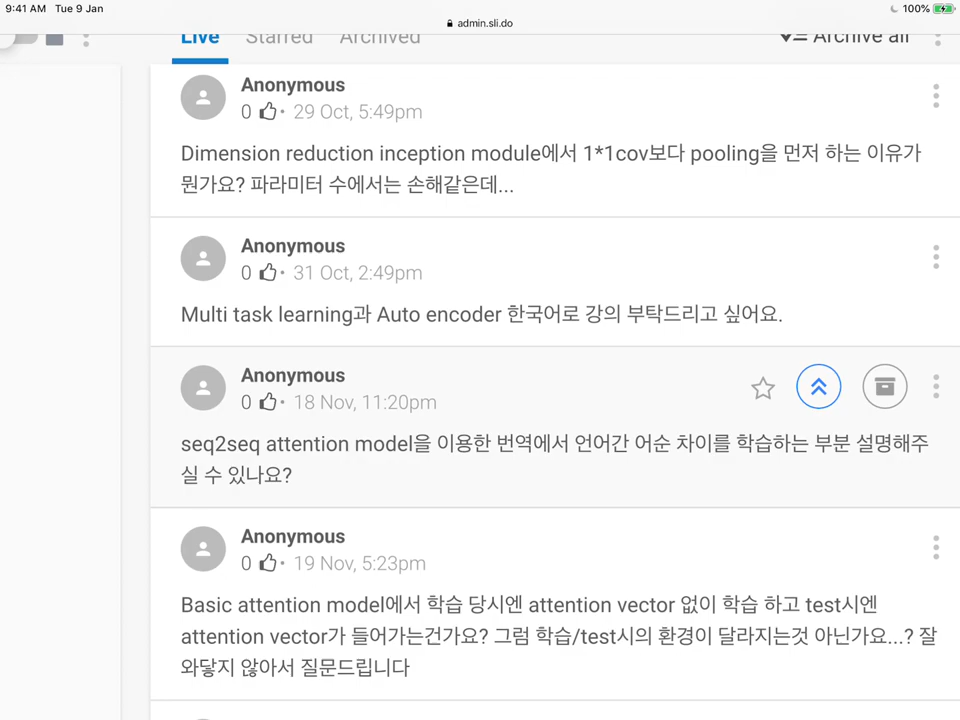 9:41 AM Tue 9 Jan
100%
admin.sli.do
Live Starred Archived
Archive all
Anonymous
0 · 29 Oct, 5:49pm
Dimension reduction inception module에서 1*1cov보다 pooling을 먼저 하는 이유가
뭔가요? 파라미터 수에서는 손해같은데...
Anonymous
0 · 31 Oct, 2:49pm
Multi task learning과 Auto encoder 한국어로 강의 부탁드리고 싶어요.
Anonymous
0 · 18 Nov, 11:20pm
seq2seq attention model을 이용한 번역에서 언어간 어순 차이를 학습하는 부분 설명해주
실 수 있나요?
Anonymous
0 · 19 Nov, 5:23pm
Basic attention model에서 학습 당시엔 attention vector 없이 학습 하고 test시엔
attention vector가 들어가는건가요? 그럼 학습/test시의 환경이 달라지는것 아닌가요...? 잘
와닿지 않아서 질문드립니다